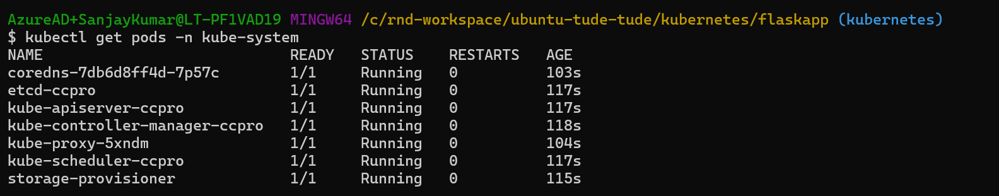 AzureAD+SanjayKumar@LT-PF1VAD19 MINGW64 /c/rnd-workspace/ubuntu-tude-tude/kubernetes/flaskapp (kubernetes)
$ kubectl get pods -n kube-system
NAME READY STATUS RESTARTS AGE
coredns-7db6d8ff4d-7p57c 1/1 Running 0 103s
etcd-ccpro 1/1 Running 0 117s
kube-apiserver-ccpro 1/1 Running 0 117s
kube-controller-manager-ccpro 1/1 Running 0 118s
kube-proxy-5xndm 1/1 Running 0 104s
kube-scheduler-ccpro 1/1 Running 0 117s
storage-provisioner 1/1 Running 0 115s